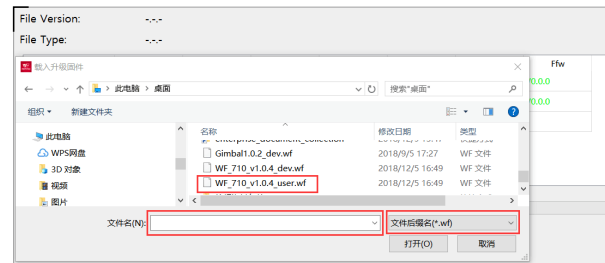 File Version: -.-.-
File Type: -.-.-
Ffw
载入升级固件
此电脑 > 桌面
搜索"桌面"
0.0.0
0.0.0
组织 新建文件夹
名称 修改日期 类型
此电脑
enterprise_document_collection
WPS网盘
Gimbal1.0.2_dev.wf 2018/9/5 17:27 WF 文件
3D 对象
WF_710_v1.0.4_dev.wf 2018/12/5 16:49 WF 文件
视频
WF_710_v1.0.4_user.wf 2018/12/5 16:49 WF 文件
图片
文件名(N): 文件后缀名(*.wf)
打开(O) 取消